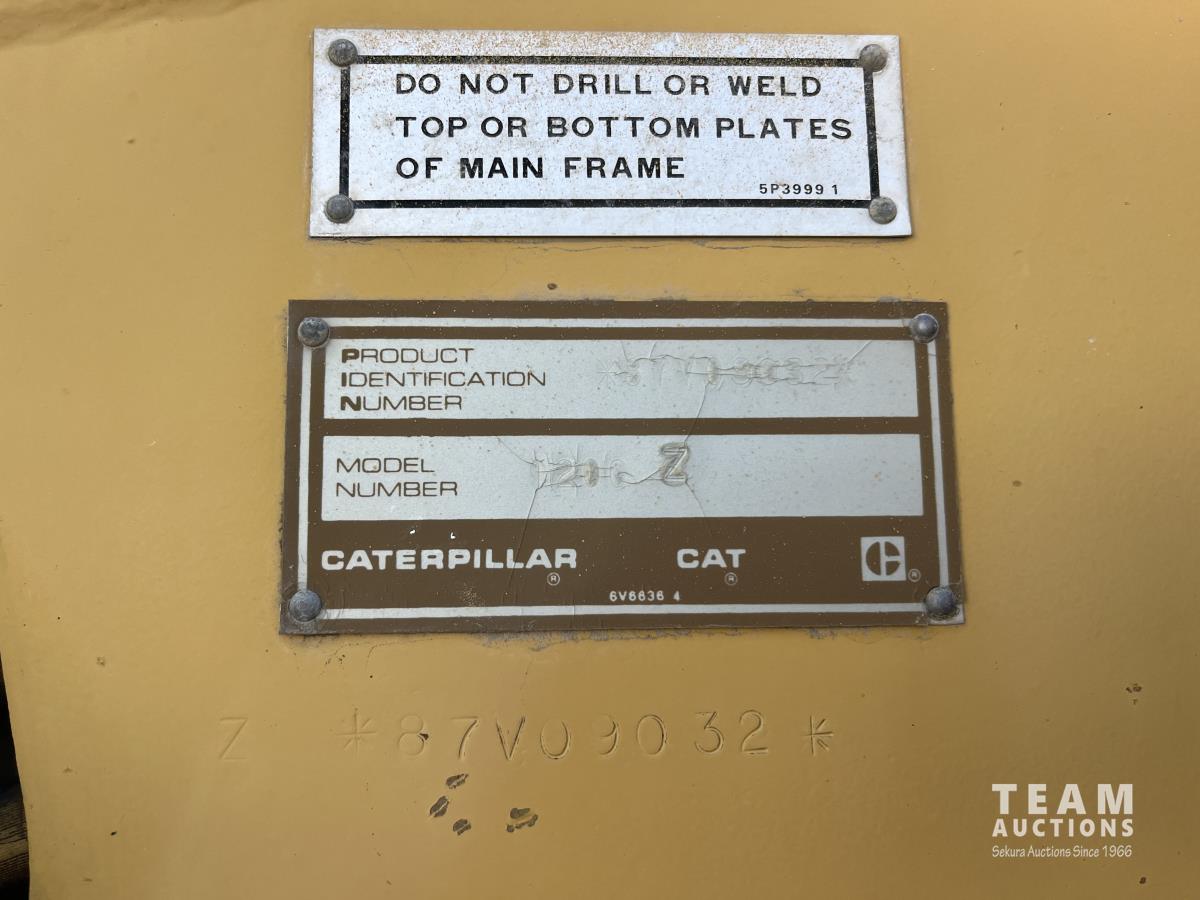 DO NOT DRILL OR WELD
TOP OR BOTTOM PLATES
OF MAIN FRAME
5P3999 1
PRODUCT
IDENTIFICATION
NUMBER
MODEL
NUMBER
Z
CATERPILLAR ®
CAT ®
®
6V6636 4
Z *87V09032*
TEAM
AUCTIONS
Sekura Auctions Since 1966